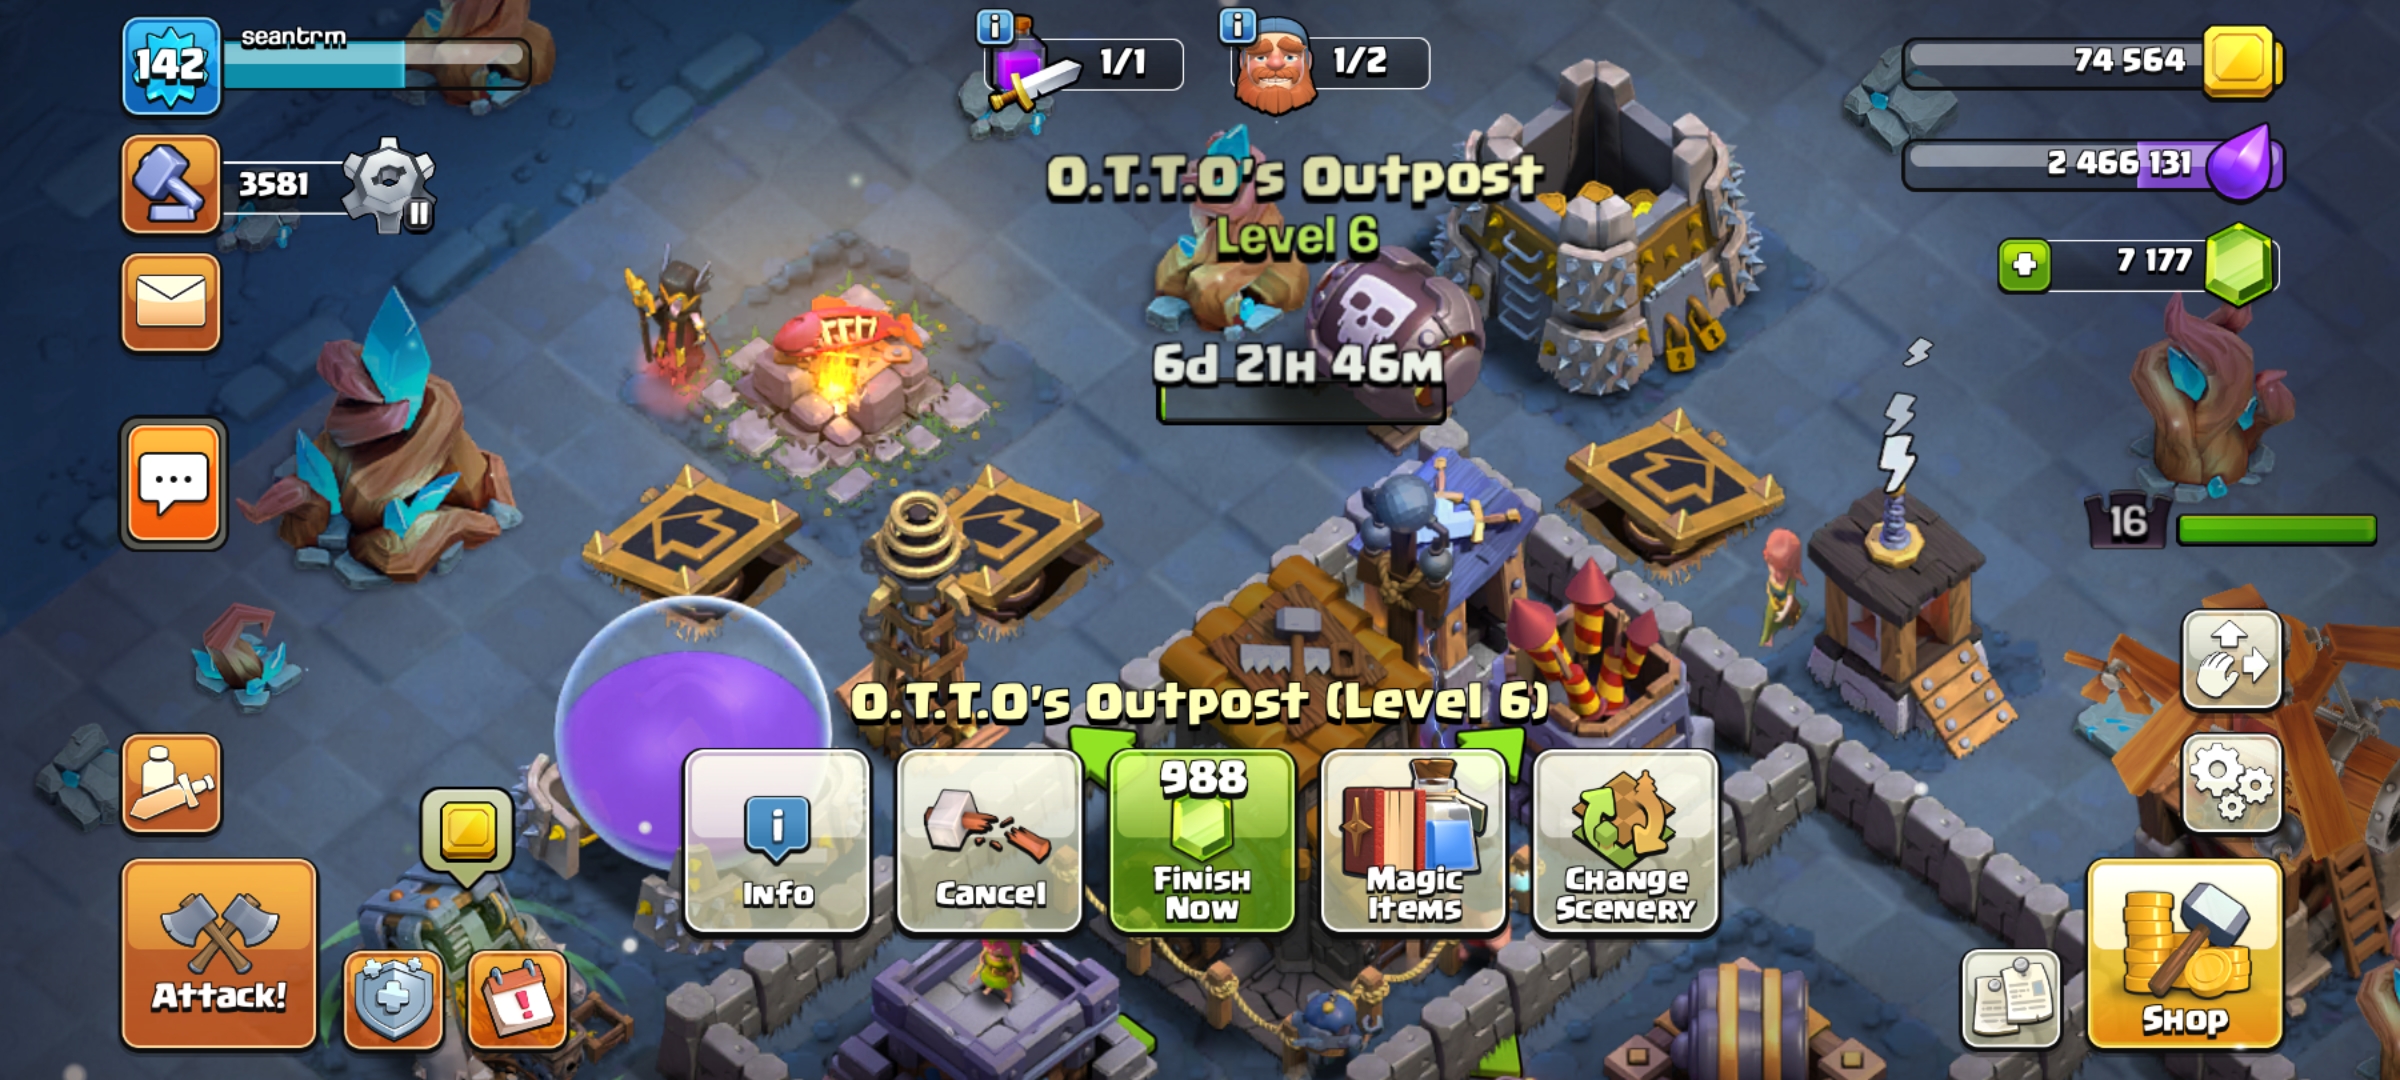 142
seantrm
1/1
1/2
74 564
3581
2 466 131
7 177
O.T.T.O's Outpost
Level 6
6d 21H 46M
16
O.T.T.O's Outpost (Level 6)
Info
Cancel
988
Finish
Now
Magic
Items
Change
Scenery
Attack!
Shop